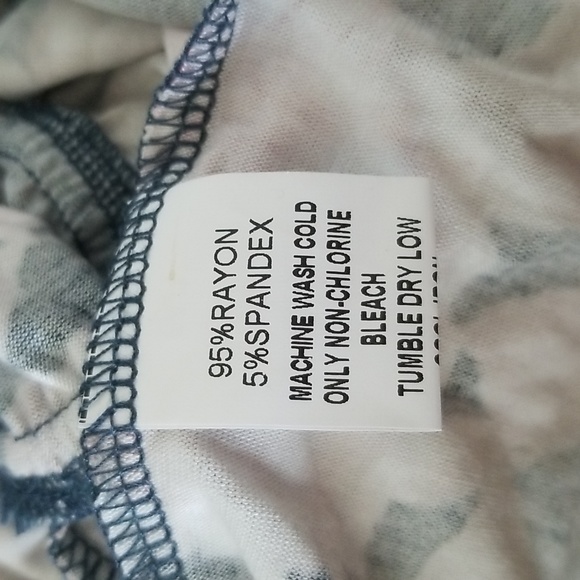 95%RAYON
5%SPANDEX
MACHINE WASH COLD
ONLY NON-CHLORINE
BLEACH
TUMBLE DRY LOW